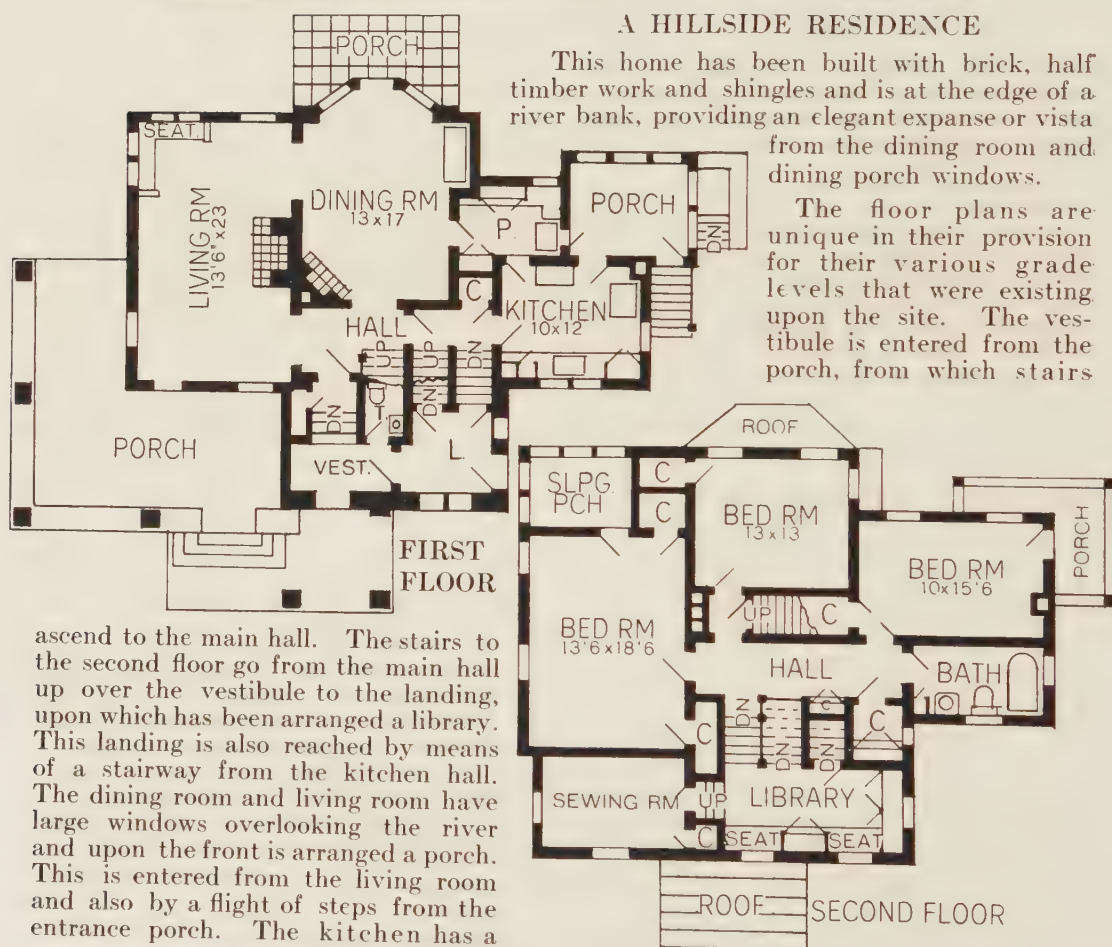 A HILLSIDE RESIDENCE
This home has been built with brick, half
timber work and shingles and is at the edge of a
river bank, providing an elegant expanse or vista
from the dining room and
dining porch windows.
The floor plans are
unique in their provision
for their various grade
levels that were existing
upon the site. The ves-
tibule is entered from the
porch, from which stairs
ascend to the main hall. The stairs to
the second floor go from the main hall
up over the vestibule to the landing,
upon which has been arranged a library.
This landing is also reached by means
of a stairway from the kitchen hall.
The dining room and living room have
large windows overlooking the river
and upon the front is arranged a porch.
This is entered from the living room
and also by a flight of steps from the
entrance porch. The kitchen has a
PORCH
SEAT
LIVING RM
13'6"x23
DINING RM
13x17
P.
PORCH
DN
C
KITCHEN
10x12
HALL
UP
UP
DN
DN
DN
T
PORCH
VEST.
L.
FIRST
FLOOR
ROOF
SLPG.
PCH
C
C
BED RM
13x13
BED RM
10x15'6
PORCH
BED RM
13'6x18'6
UP
C
HALL
BATH
DN
C
C
C
DN
DN
SEWING RM
UP
LIBRARY
C
SEAT
SEAT
ROOF
SECOND FLOOR